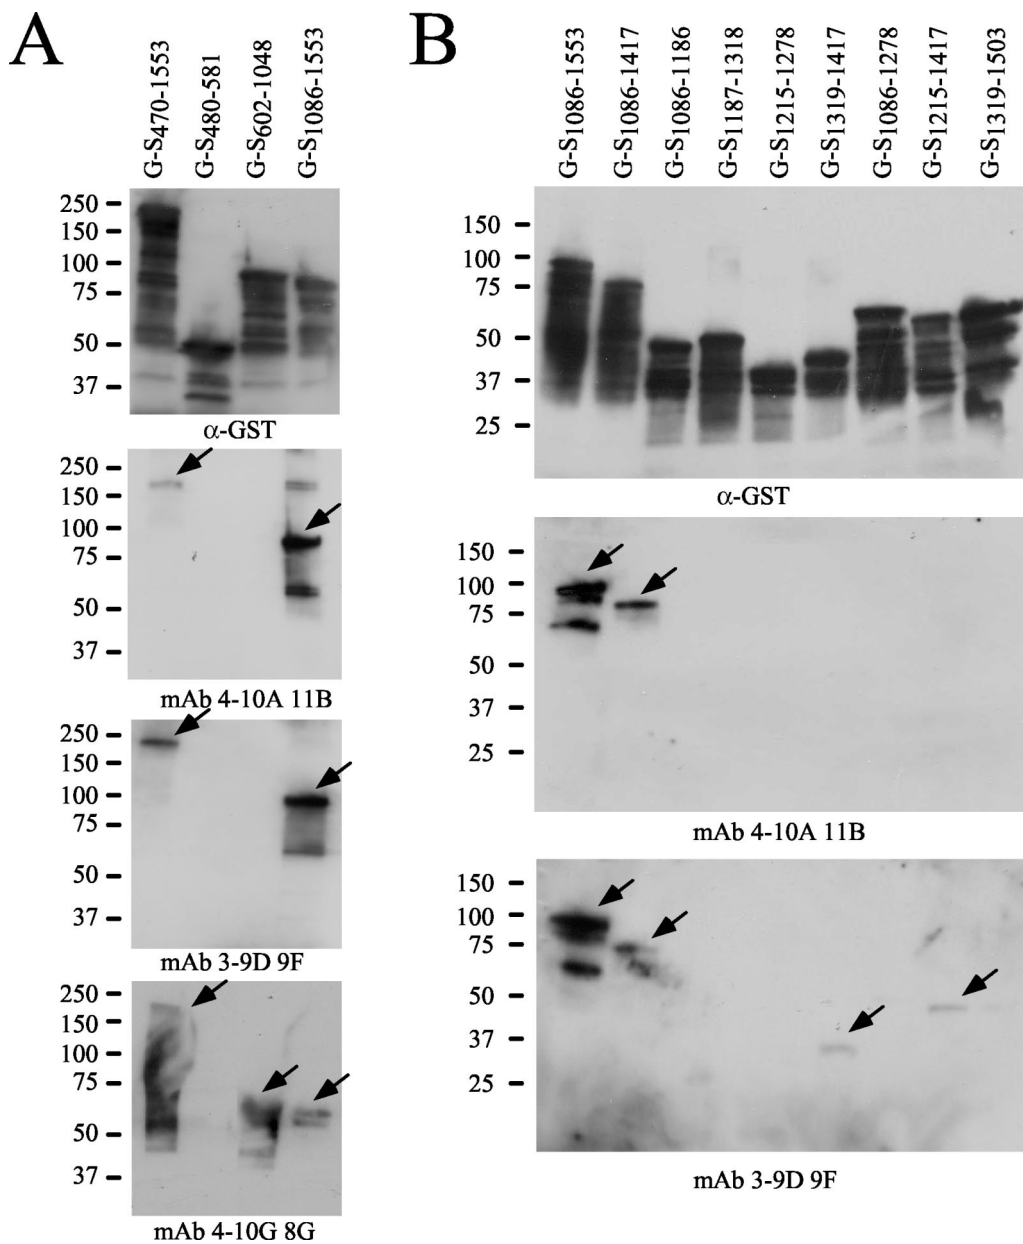 A
G-S470-1553
G-S480-581
G-S602-1048
G-S1086-1553
250
150
100
75
50
37
α-GST
250
150
100
75
50
37
mAb 4-10A 11B
250
150
100
75
50
37
mAb 3-9D 9F
250
150
100
75
50
37
mAb 4-10G 8G
B
G-S1086-1553
G-S1086-1417
G-S1086-1186
G-S1187-1318
G-S1215-1278
G-S1319-1417
G-S1086-1278
G-S1215-1417
G-S1319-1503
150
100
75
50
37
25
α-GST
150
100
75
50
37
25
mAb 4-10A 11B
150
100
75
50
37
25
mAb 3-9D 9F